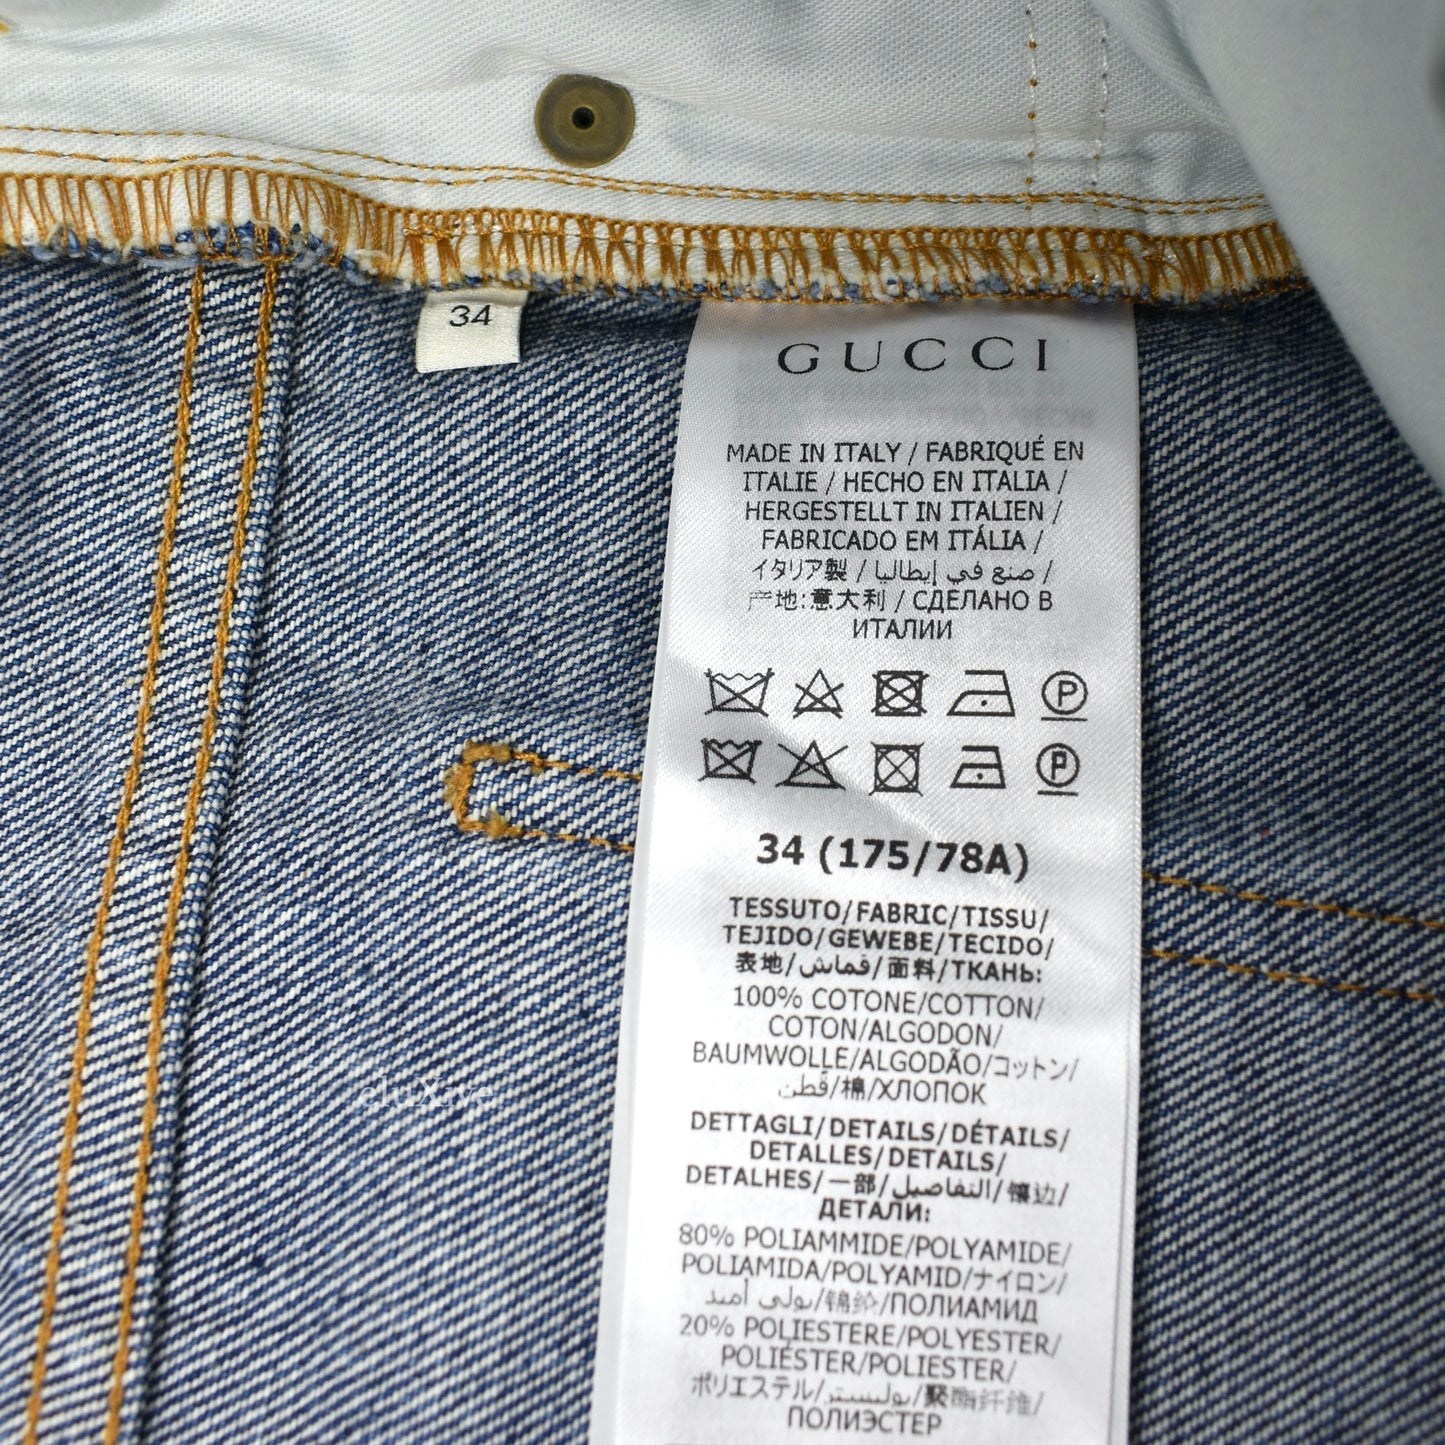 34
GUCCI
MADE IN ITALY / FABRIQUÉ EN
ITALIE / HECHO EN ITALIA /
HERGESTELLT IN ITALIEN /
FABRICADO EM ITÁLIA /
イタリア製 / صنع في إيطاليا /
产地:意大利 / СДЕЛАНО В
ИТАЛИИ
P
P
34 (175/78A)
TESSUTO/FABRIC/TISSU/
TEJIDO/GEWEBE/TECIDO/
表地/قماش/面料/ТКАНЬ:
100% COTONE/COTTON/
COTON/ALGODON/
BAUMWOLLE/ALGODÃO/コットン/
قطن/棉/ХЛОПОК
DETTAGLI/DETAILS/DÉTAILS/
DETALLES/DETAILS/
DETALHES/一部/التفاصيل/镶边/
ДЕТАЛИ:
80% POLIAMMIDE/POLYAMIDE/
POLIAMIDA/POLYAMID/ナイロン/
بولي أميد/锦纶/ПОЛИАМИД
20% POLIESTERE/POLYESTER/
POLIÉSTER/POLIESTER/
ポリエステル/بوليستر/聚酯纤维/
ПОЛИЭСТЕР
eluXive